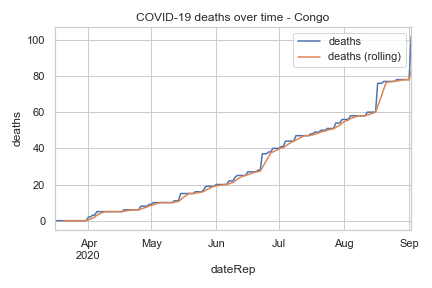 COVID-19 deaths over time - Congo
deaths
deaths (rolling)
100
80
60
40
20
0
deaths
Apr
2020
May
Jun
Jul
Aug
Sep
dateRep